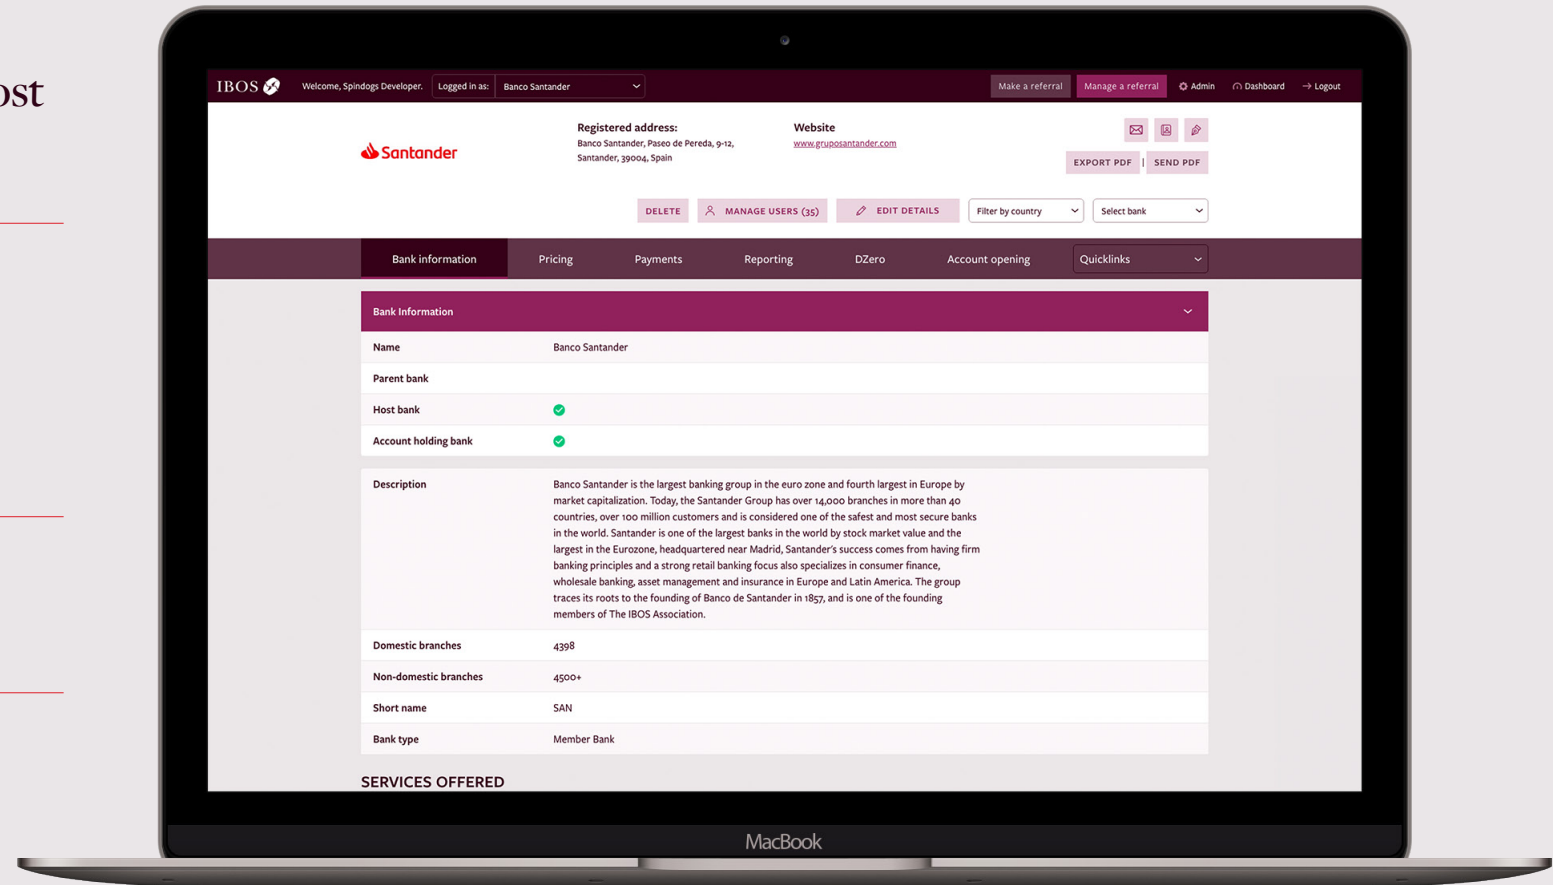 ost
IBOS
Welcome, Spindogs Developer.
Logged in as:
Banco Santander
Make a referral
Manage a referral
Admin
Dashboard
Logout
Santander
Registered address:
Banco Santander, Paseo de Pereda, 9-12,
Santander, 39004, Spain
Website
www.gruposantander.com
EXPORT PDF | SEND PDF
DELETE
MANAGE USERS (35)
EDIT DETAILS
Filter by country
Select bank
Bank information
Pricing
Payments
Reporting
DZero
Account opening
Quicklinks
Bank Information
Name Banco Santander
Parent bank
Host bank
Account holding bank
Description
Banco Santander is the largest banking group in the euro zone and fourth largest in Europe by
market capitalization. Today, the Santander Group has over 14,000 branches in more than 40
countries, over 100 million customers and is considered one of the safest and most secure banks
in the world. Santander is one of the largest banks in the world by stock market value and the
largest in the Eurozone, headquartered near Madrid, Santander's success comes from having firm
banking principles and a strong retail banking focus also specializes in consumer finance,
wholesale banking, asset management and insurance in Europe and Latin America. The group
traces its roots to the founding of Banco de Santander in 1857, and is one of the founding
members of The IBOS Association.
Domestic branches 4398
Non-domestic branches 4500+
Short name SAN
Bank type Member Bank
SERVICES OFFERED
MacBook